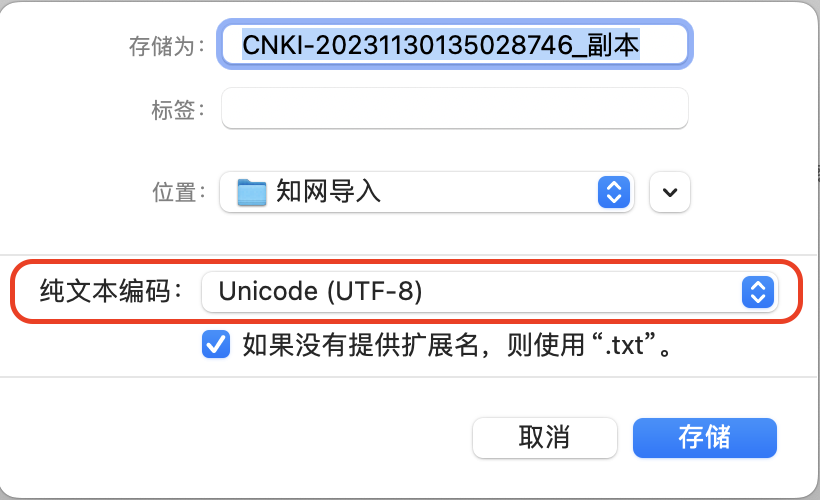 存储为： CNKI-20231130135028746_副本
标签：
位置： 知网导入
纯文本编码： Unicode (UTF-8)
如果没有提供扩展名，则使用“.txt”。
取消 存储